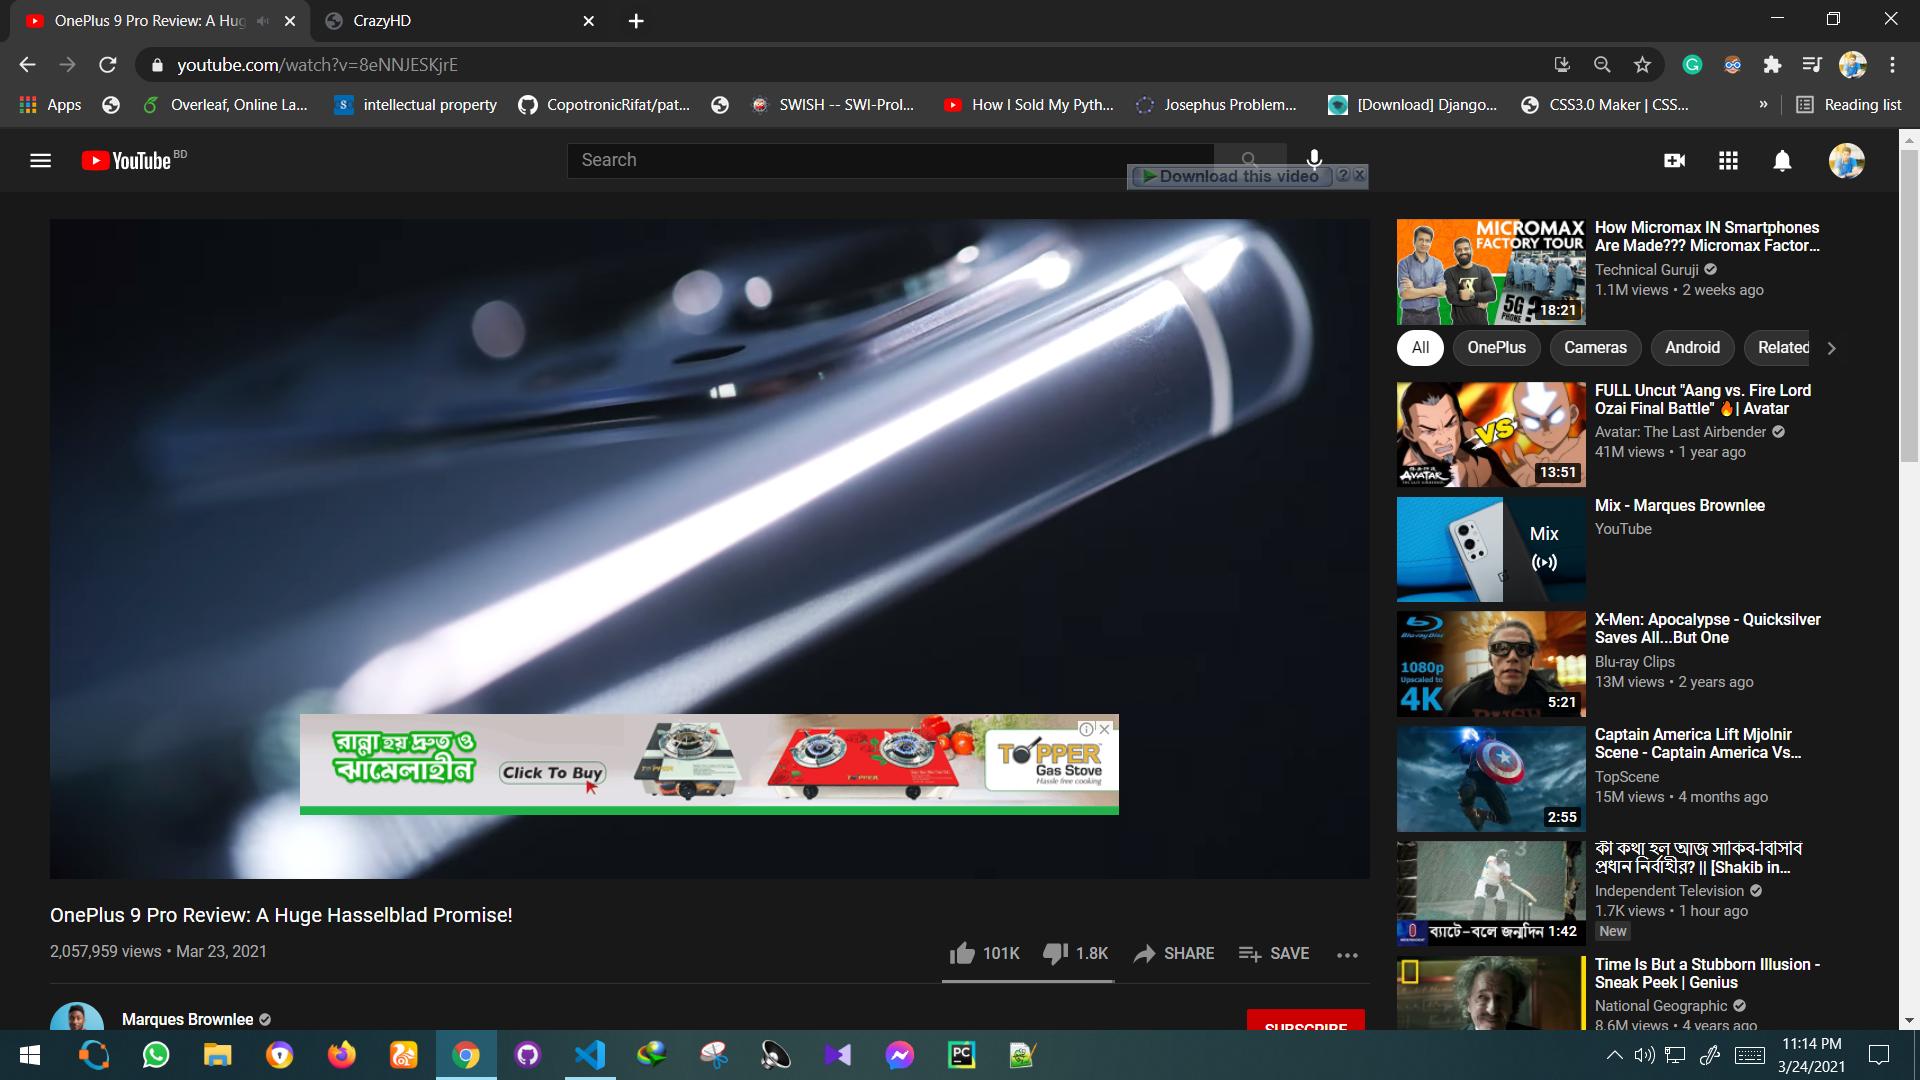 OnePlus 9 Pro Review: A Hug
CrazyHD
youtube.com/watch?v=8eNNJESKjrE
Apps
Overleaf, Online La...
intellectual property
CopotronicRifat/pat...
SWISH -- SWI-Prol...
How I Sold My Pyth...
Josephus Problem...
[Download] Django...
CSS3.0 Maker | CSS...
»
Reading list
YouTube BD
Search
Download this video
How Micromax IN Smartphones
Are Made??? Micromax Factor...
Technical Guruji
1.1M views • 2 weeks ago
MICROMAX
FACTORY TOUR
5G
PHONE ?
18:21
All
OnePlus
Cameras
Android
Related
FULL Uncut "Aang vs. Fire Lord
Ozai Final Battle" 🔥| Avatar
Avatar: The Last Airbender
41M views • 1 year ago
VS
AVATAR
13:51
Mix - Marques Brownlee
YouTube
Mix
X-Men: Apocalypse - Quicksilver
Saves All...But One
Blu-ray Clips
13M views • 2 years ago
Blu-ray Disc
1080p
Upscaled to
4K
5:21
Captain America Lift Mjolnir
Scene - Captain America Vs...
TopScene
15M views • 4 months ago
2:55
কী কথা হল আজ সাকিব-বিসিবি
প্রধান নির্বাহীর? || [Shakib in...
Independent Television
1.7K views • 1 hour ago
New
ব্যাটে-বলে জন্মদিন 1:42
Time Is But a Stubborn Illusion -
Sneak Peek | Genius
National Geographic
8.6M views • 4 years ago
রান্না হয় দ্রুত ও
ঝামেলাহীন
Click To Buy
TOPPER
Gas Stove
Hassle free cooking
OnePlus 9 Pro Review: A Huge Hasselblad Promise!
2,057,959 views • Mar 23, 2021
101K
1.8K
SHARE
SAVE
Marques Brownlee
SUBSCRIBE
11:14 PM
3/24/2021